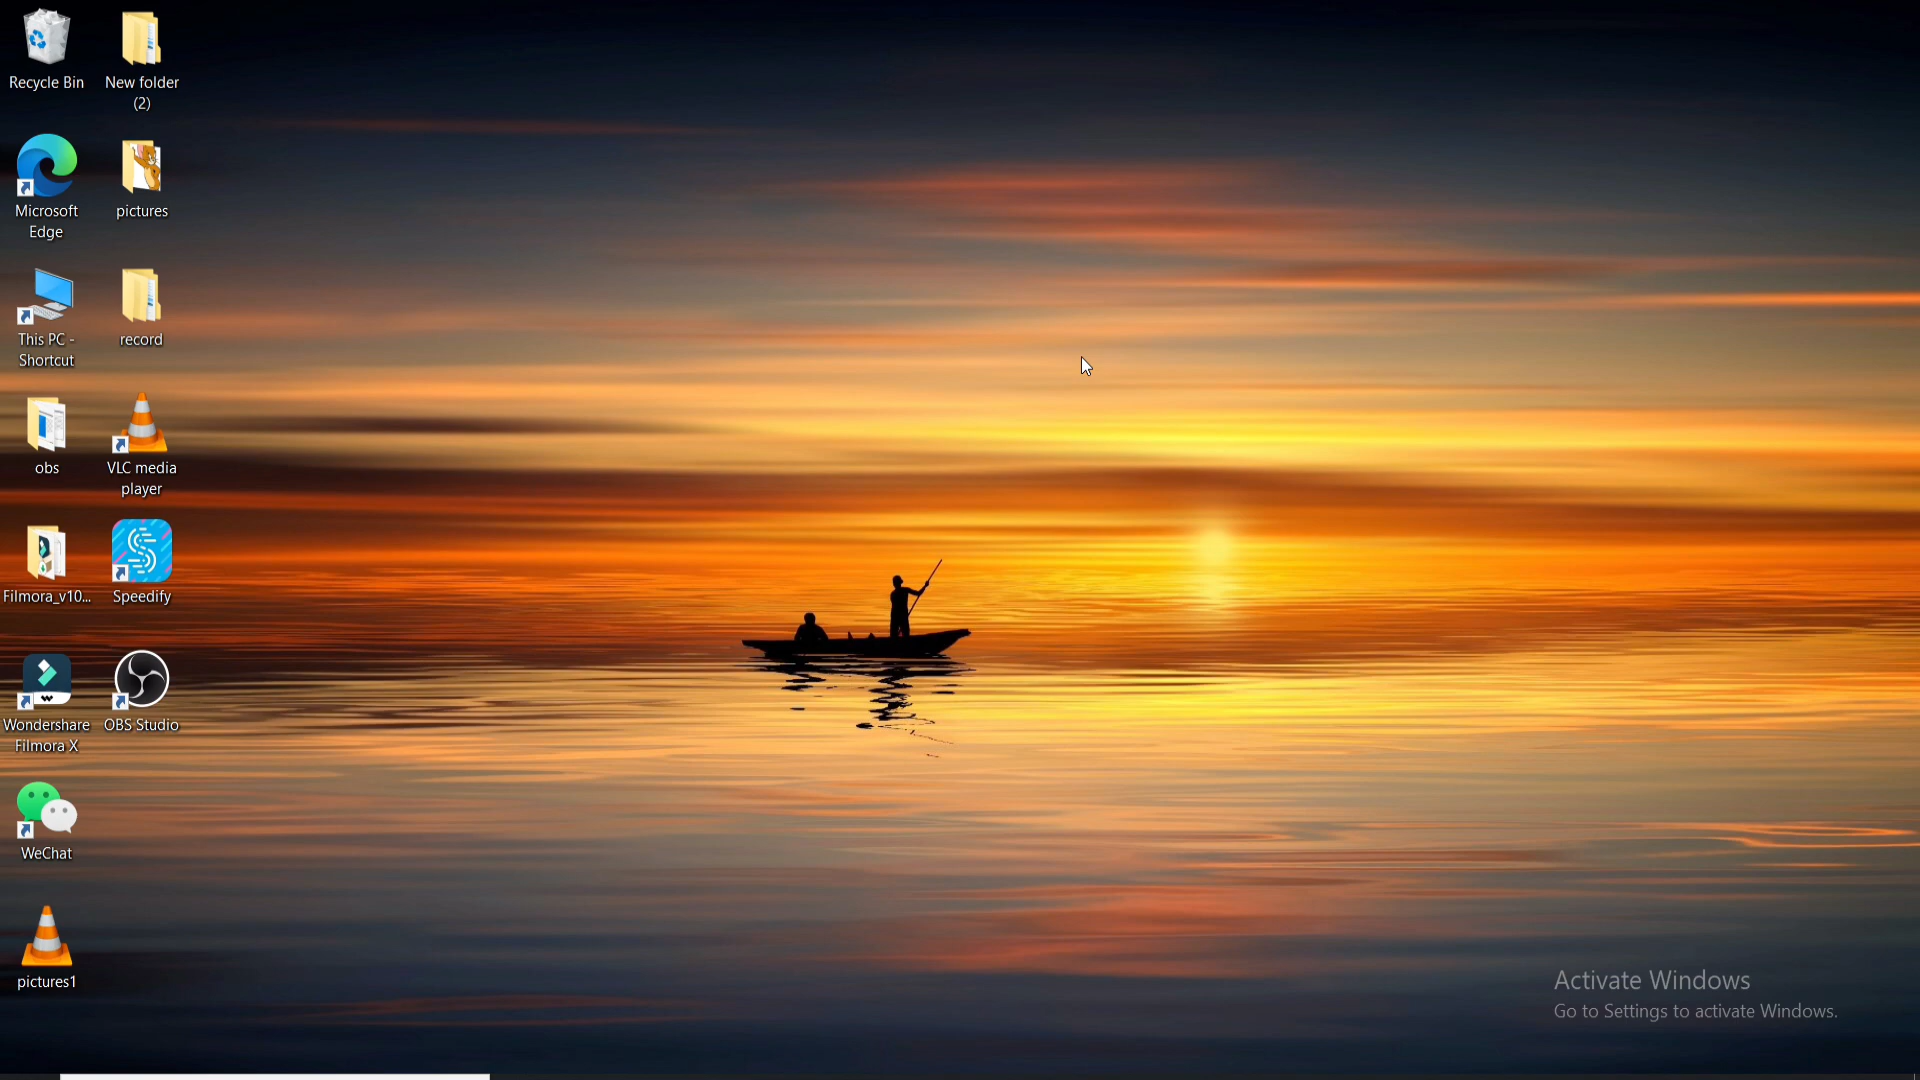 Recycle Bin
New folder
(2)
Microsoft
Edge
pictures
This PC -
Shortcut
record
obs
VLC media
player
Filmora_v10...
Speedify
Wondershare
Filmora X
OBS Studio
WeChat
pictures1
Activate Windows
Go to Settings to activate Windows.